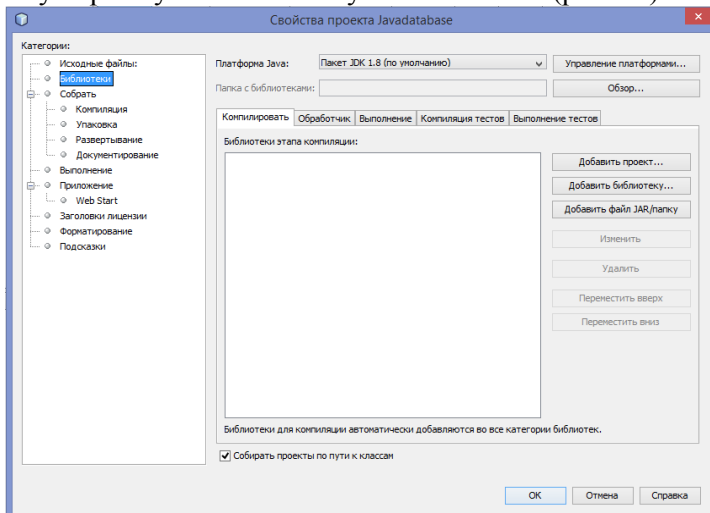 Свойства проекта Javadatabase
Категории:
Исходные файлы:
Библиотеки
Собрать
Компиляция
Упаковка
Развертывание
Документирование
Выполнение
Приложение
Web Start
Заголовки лицензии
Форматирование
Подсказки
Платформа Java: Пакет JDK 1.8 (по умолчанию) Управление платформами...
Папка с библиотеками: Обзор...
Компилировать Обработчик Выполнение Компиляция тестов Выполнение тестов
Библиотеки этапа компиляции:
Добавить проект...
Добавить библиотеку...
Добавить файл JAR/папку
Изменить
Удалить
Переместить вверх
Переместить вниз
Библиотеки для компиляции автоматически добавляются во все категории библиотек.
Собирать проекты по пути к классам
OK Отмена Справка